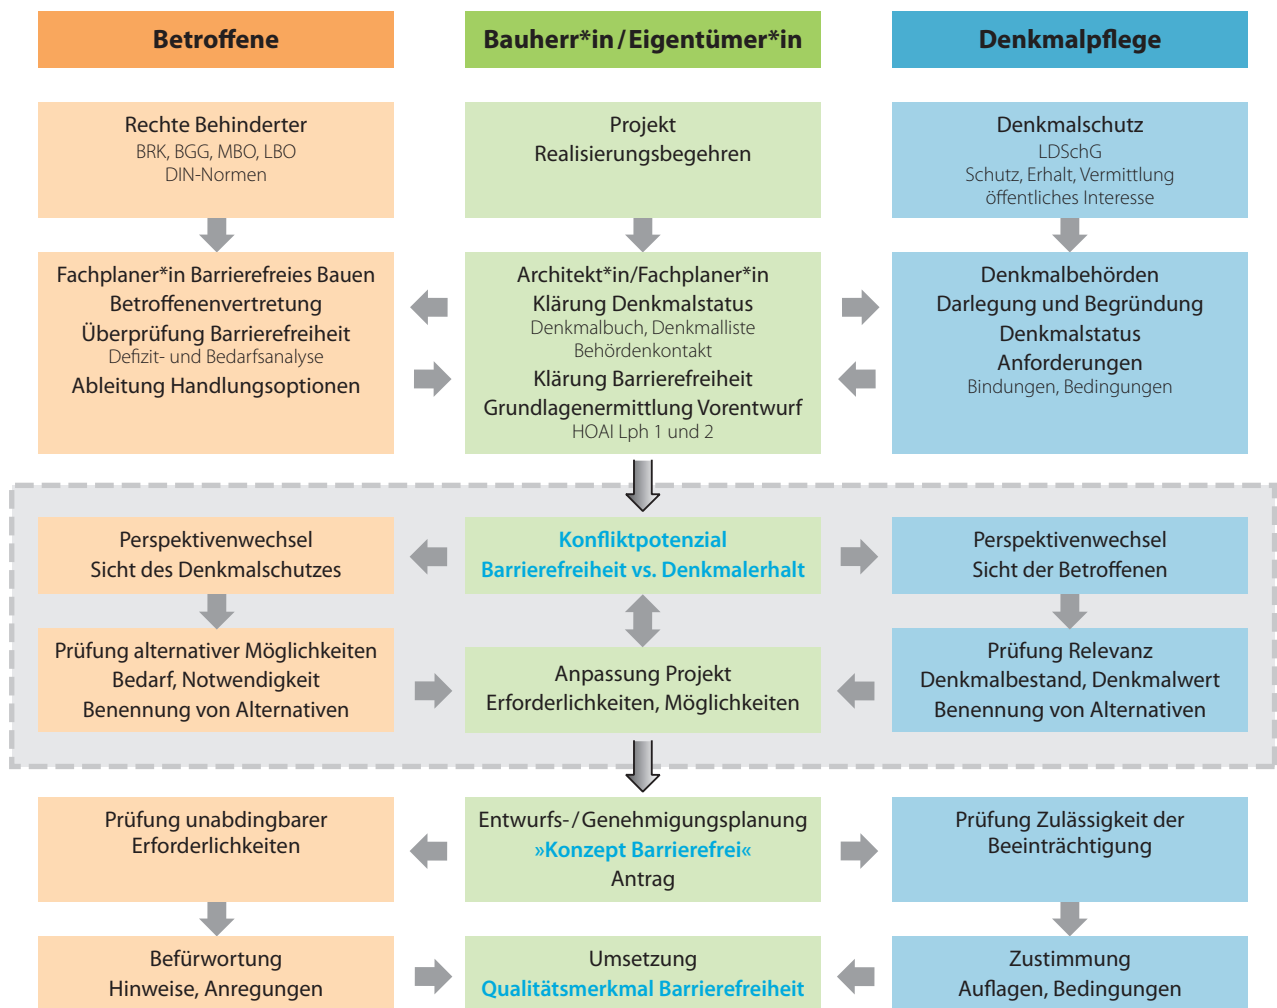 Betroffene
Bauherr*in/Eigentümer*in
Denkmalpflege
Rechte Behinderter
BRK, BGG, MBO, LBO
DIN-Normen
Projekt
Realisierungsbegehren
Denkmalschutz
LDSchG
Schutz, Erhalt, Vermittlung
öffentliches Interesse
Fachplaner*in Barrierefreies Bauen
Betroffenenvertretung
Überprüfung Barrierefreiheit
Defizit- und Bedarfsanalyse
Ableitung Handlungsoptionen
Architekt*in/Fachplaner*in
Klärung Denkmalstatus
Denkmalbuch, Denkmalliste
Behördenkontakt
Klärung Barrierefreiheit
Grundlagenermittlung Vorentwurf
HOAI Lph 1 und 2
Denkmalbehörden
Darlegung und Begründung
Denkmalstatus
Anforderungen
Bindungen, Bedingungen
Perspektivenwechsel
Sicht des Denkmalschutzes
Konfliktpotenzial
Barrierefreiheit vs. Denkmalerhalt
Perspektivenwechsel
Sicht der Betroffenen
Prüfung alternativer Möglichkeiten
Bedarf, Notwendigkeit
Benennung von Alternativen
Anpassung Projekt
Erforderlichkeiten, Möglichkeiten
Prüfung Relevanz
Denkmalbestand, Denkmalwert
Benennung von Alternativen
Prüfung unabdingbarer
Erforderlichkeiten
Entwurfs-/Genehmigungsplanung
»Konzept Barrierefrei«
Antrag
Prüfung Zulässigkeit der
Beeinträchtigung
Befürwortung
Hinweise, Anregungen
Umsetzung
Qualitätsmerkmal Barrierefreiheit
Zustimmung
Auflagen, Bedingungen